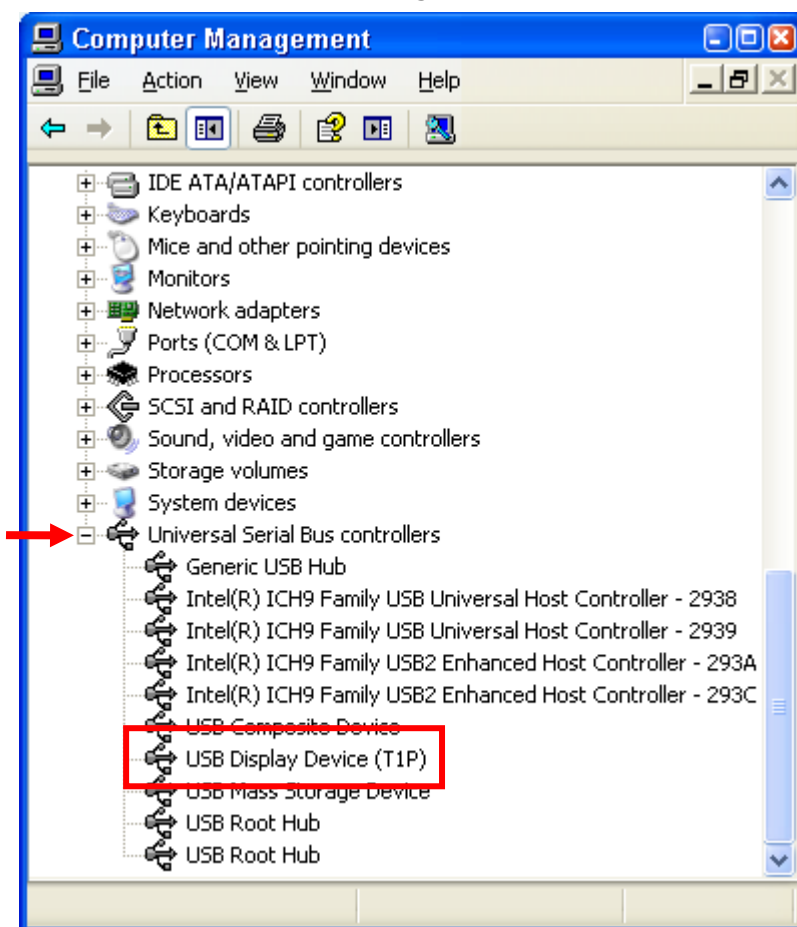 Computer Management
File Action View Window Help
IDE ATA/ATAPI controllers
Keyboards
Mice and other pointing devices
Monitors
Network adapters
Ports (COM & LPT)
Processors
SCSI and RAID controllers
Sound, video and game controllers
Storage volumes
System devices
Universal Serial Bus controllers
Generic USB Hub
Intel(R) ICH9 Family USB Universal Host Controller - 2938
Intel(R) ICH9 Family USB Universal Host Controller - 2939
Intel(R) ICH9 Family USB2 Enhanced Host Controller - 293A
Intel(R) ICH9 Family USB2 Enhanced Host Controller - 293C
USB Composite Device
USB Display Device (T1P)
USB Mass Storage Device
USB Root Hub
USB Root Hub